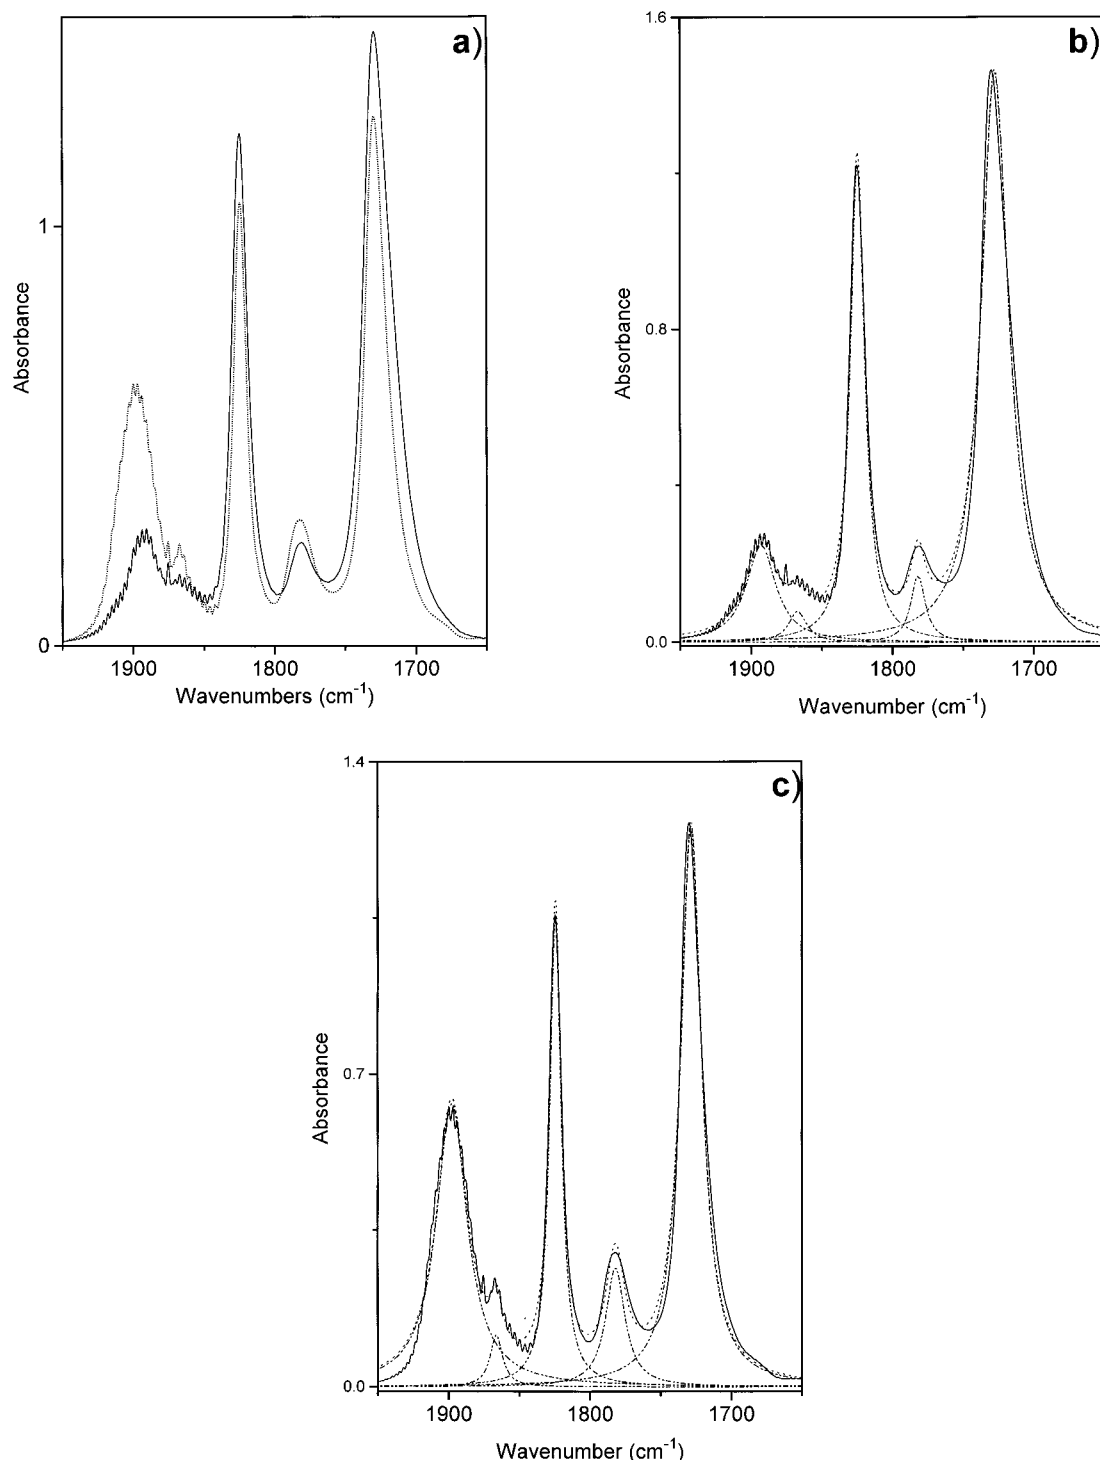 a)
1
0
Absorbance
1900 1800 1700
Wavenumbers (cm⁻¹)
b)
1.6
0.8
0.0
Absorbance
1900 1800 1700
Wavenumber (cm⁻¹)
c)
1.4
0.7
0.0
Absorbance
1900 1800 1700
Wavenumber (cm⁻¹)